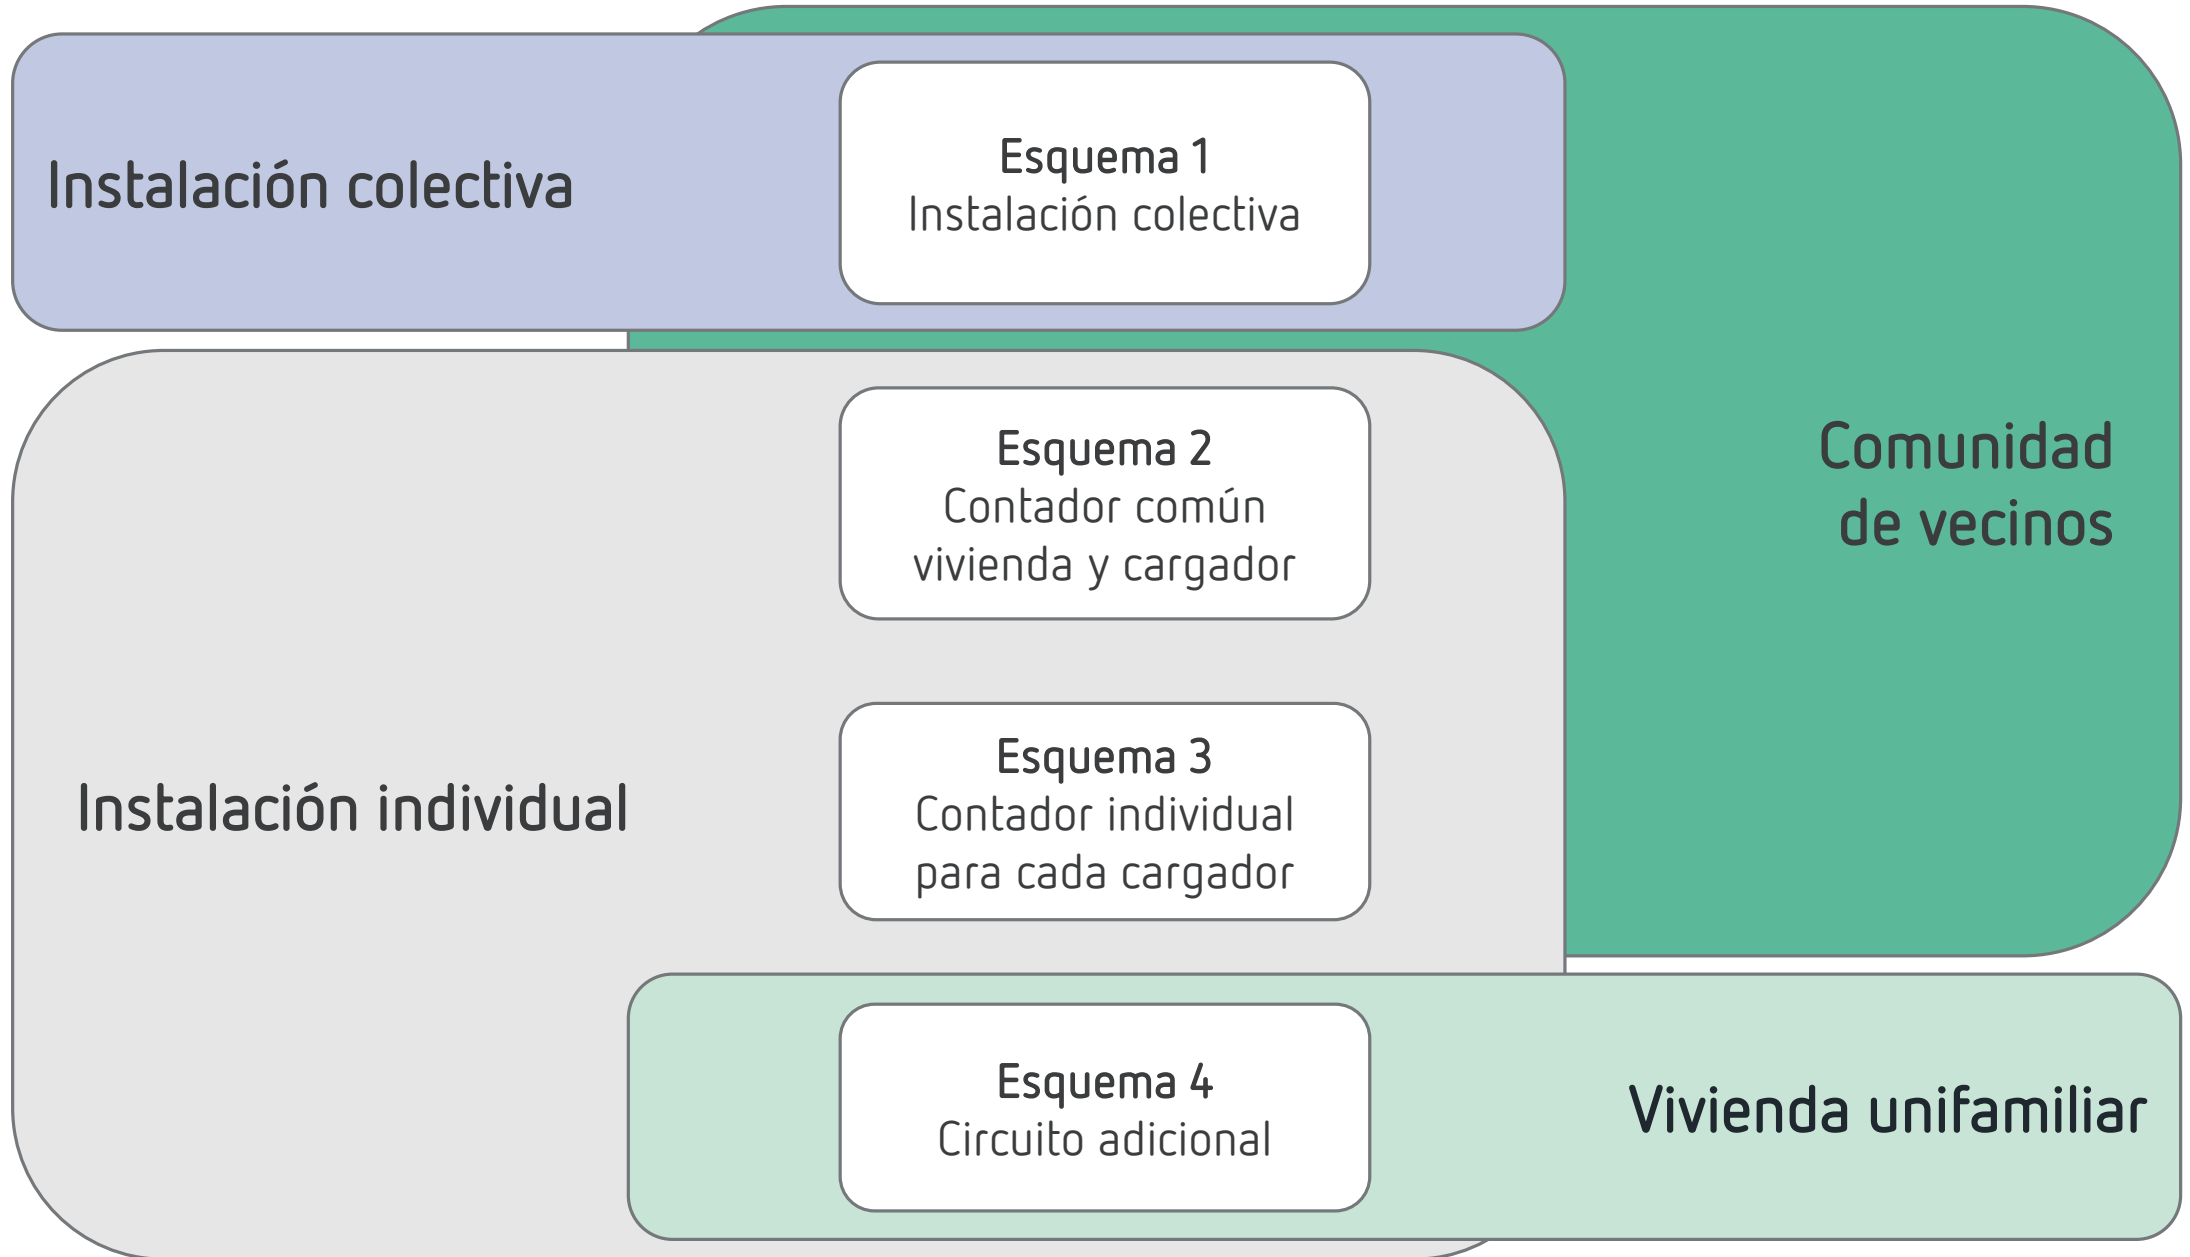 Instalación colectiva
Esquema 1
Instalación colectiva
Esquema 2
Contador común
vivienda y cargador
Comunidad
de vecinos
Instalación individual
Esquema 3
Contador individual
para cada cargador
Esquema 4
Circuito adicional
Vivienda unifamiliar